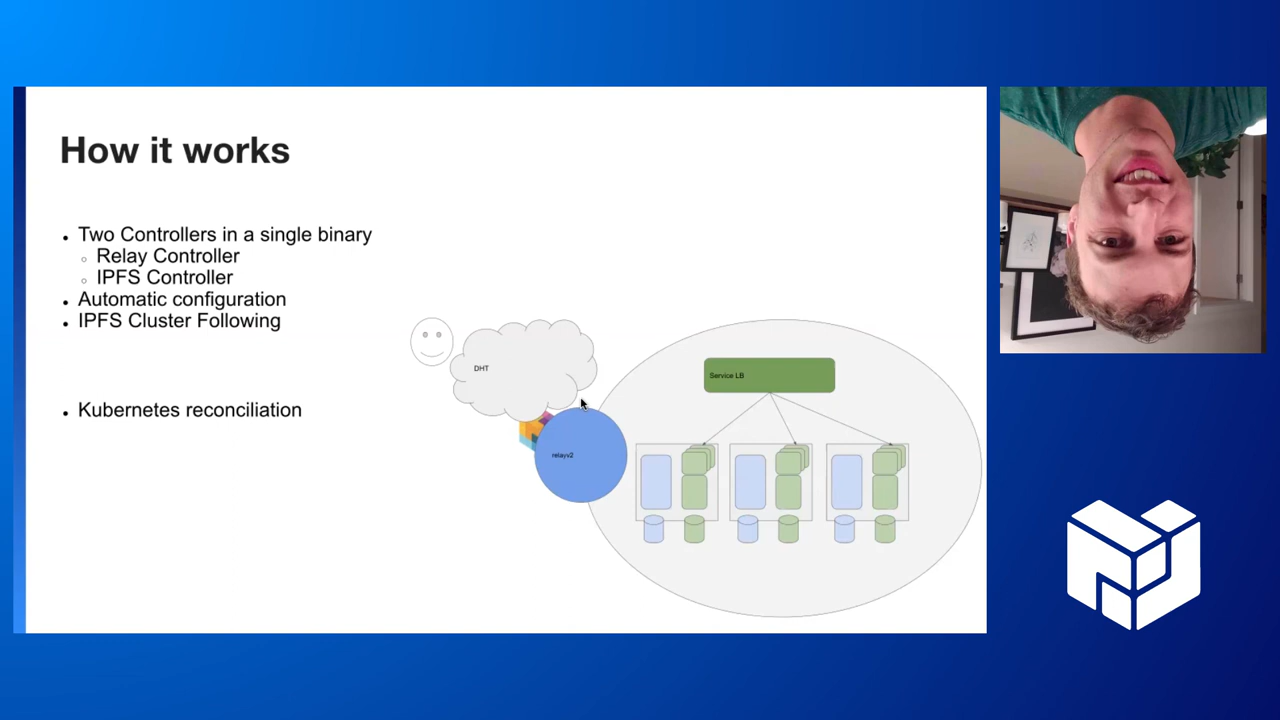 How it works
Two Controllers in a single binary
Relay Controller
IPFS Controller
Automatic configuration
IPFS Cluster Following
Kubernetes reconciliation
DHT
relayv2
Service LB